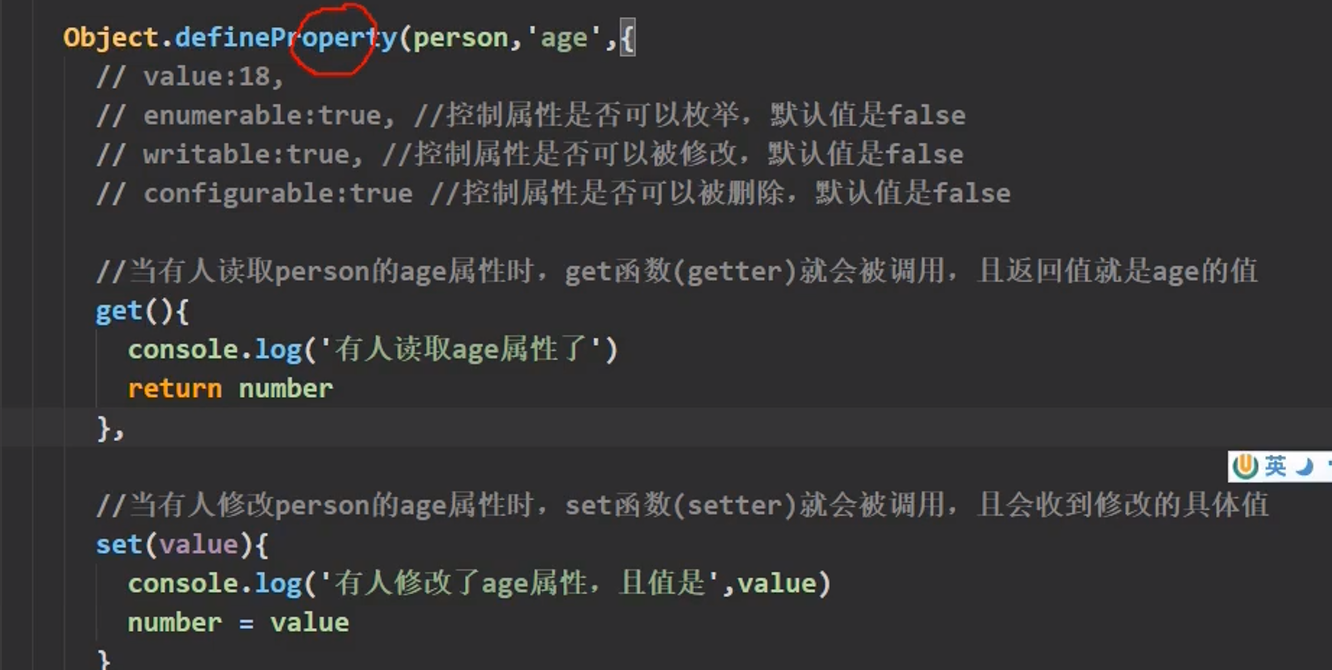 Object.defineProperty(person,'age',{
// value:18,
// enumerable:true, //控制属性是否可以枚举，默认值是false
// writable:true, //控制属性是否可以被修改，默认值是false
// configurable:true //控制属性是否可以被删除，默认值是false
//当有人读取person的age属性时，get函数(getter)就会被调用，且返回值就是age的值
get(){
console.log('有人读取age属性了')
return number
},
英
//当有人修改person的age属性时，set函数(setter)就会被调用，且会收到修改的具体值
set(value){
console.log('有人修改了age属性，且值是',value)
number = value
}